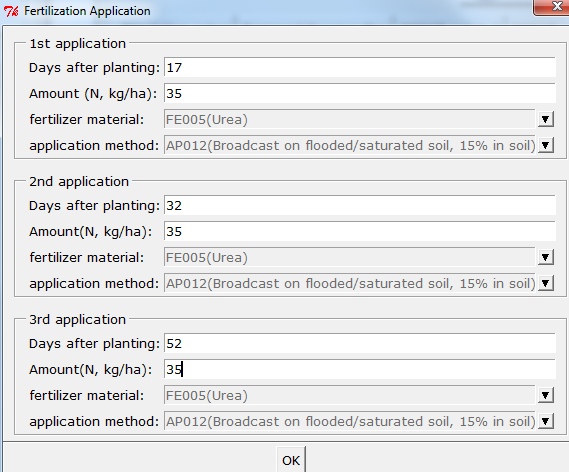 Fertilization Application
1st application
Days after planting: 17
Amount (N, kg/ha): 35
fertilizer material: FE005(Urea)
application method: AP012(Broadcast on flooded/saturated soil, 15% in soil)
2nd application
Days after planting: 32
Amount(N, kg/ha): 35
fertilizer material: FE005(Urea)
application method: AP012(Broadcast on flooded/saturated soil, 15% in soil)
3rd application
Days after planting: 52
Amount(N, kg/ha): 35
fertilizer material: FE005(Urea)
application method: AP012(Broadcast on flooded/saturated soil, 15% in soil)
OK